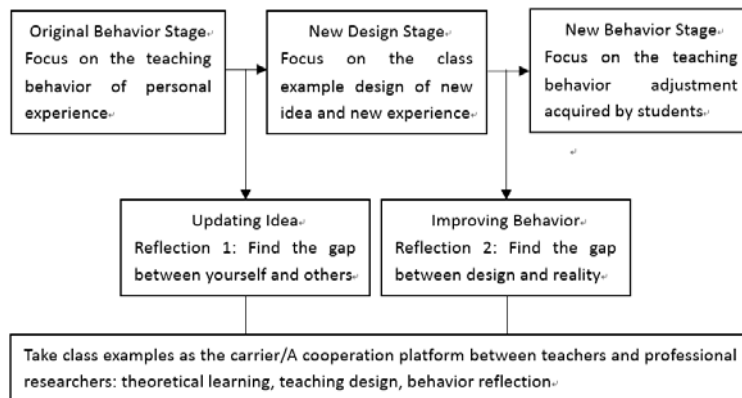 Original Behavior Stage
Focus on the teaching
behavior of personal
experience
New Design Stage
Focus on the class
example design of new
idea and new experience
New Behavior Stage
Focus on the teaching
behavior adjustment
acquired by students
Updating Idea
Reflection 1: Find the gap
between yourself and others
Improving Behavior
Reflection 2: Find the gap
between design and reality
Take class examples as the carrier/A cooperation platform between teachers and professional
researchers: theoretical learning, teaching design, behavior reflection